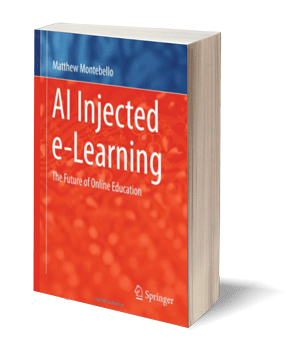 Matthew Montebello
AI Injected
e-Learning
The Future of Online Education
Springer